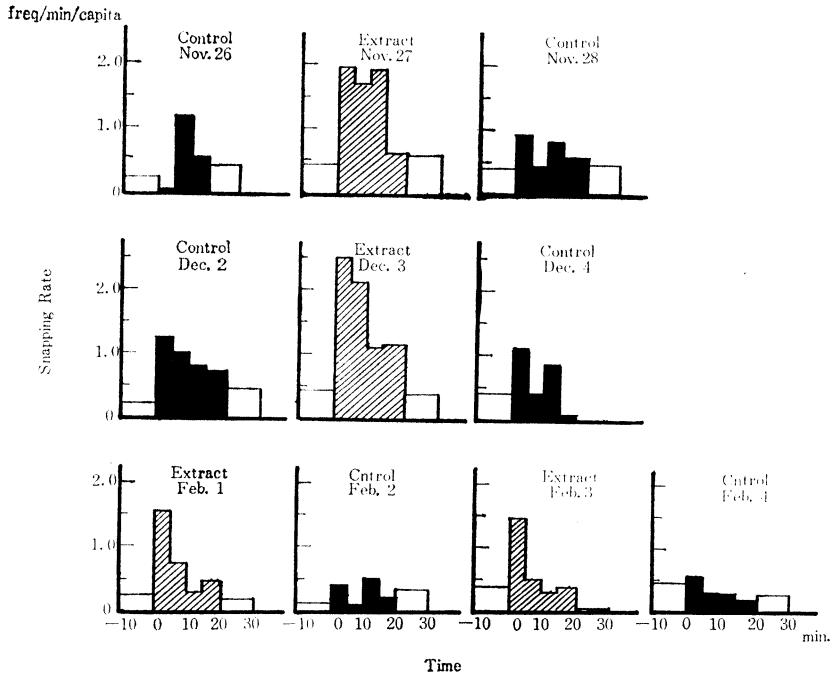 freq/min/capita
Control Extract Control
Nov. 26 Nov. 27 Nov. 28
2.0
1.0
0
Control Extract Control
Dec. 2 Dec. 3 Dec. 4
2.0
1.0
0
Snapping Rate
Extract Cntrol Extract Cntrol
Feb. 1 Feb. 2 Feb. 3 Feb. 4
2.0
1.0
0
-10 0 10 20 30 0 10 20 30 -10 0 10 20 30 -10 0 10 20 30
min.
Time